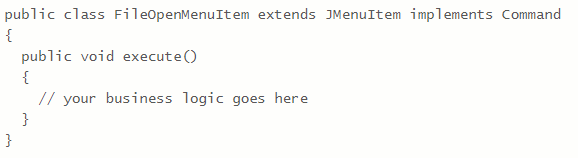 public class FileOpenMenuItem extends JMenuItem implements Command
{
  public void execute()
  {
    // your business logic goes here
  }
}